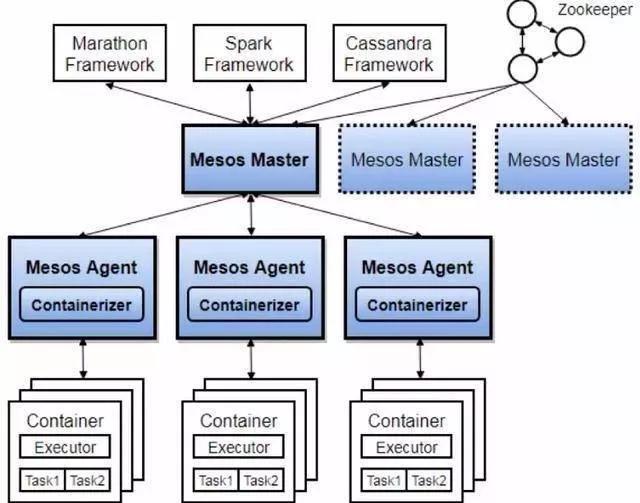 Zookeeper
Marathon
Framework
Spark
Framework
Cassandra
Framework
Mesos Master
Mesos Master
Mesos Master
Mesos Agent
Containerizer
Mesos Agent
Containerizer
Mesos Agent
Containerizer
Container
Executor
Task1 Task2
Container
Executor
Task1 Task2
Container
Executor
Task1 Task2